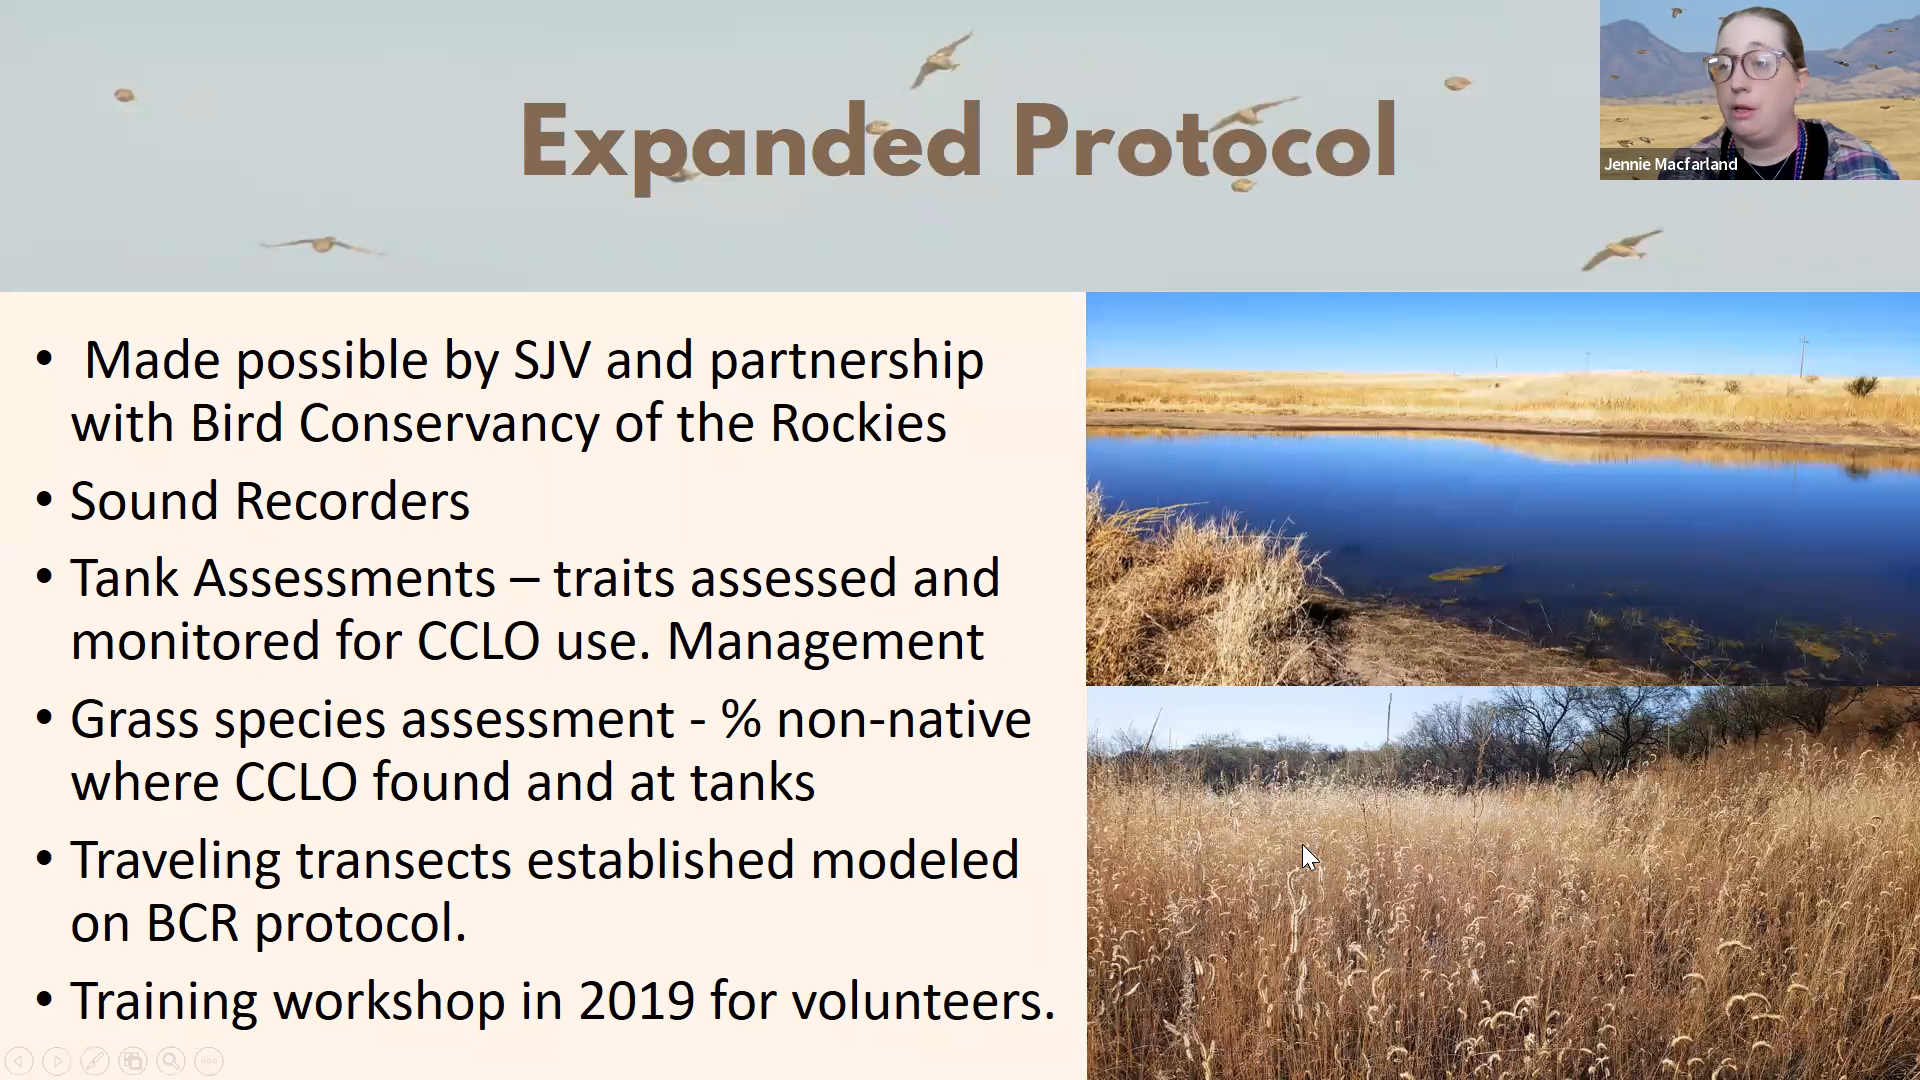 Expanded Protocol
Jennie Macfarland
• Made possible by SJV and partnership
with Bird Conservancy of the Rockies
• Sound Recorders
• Tank Assessments – traits assessed and
monitored for CCLO use. Management
• Grass species assessment - % non-native
where CCLO found and at tanks
• Traveling transects established modeled
on BCR protocol.
• Training workshop in 2019 for volunteers.